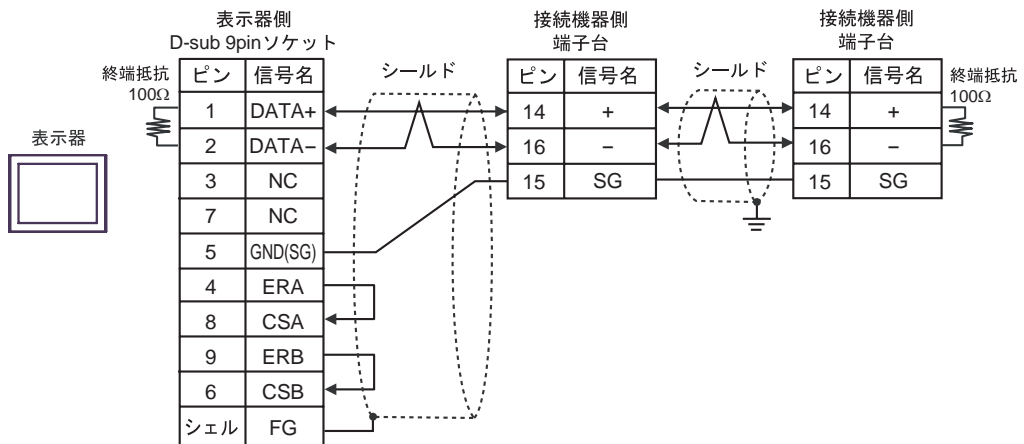 表示器側
D-sub 9pinソケット
接続機器側
端子台
接続機器側
端子台
終端抵抗
100Ω
ピン 信号名
シールド
ピン 信号名
シールド
ピン 信号名
終端抵抗
100Ω
表示器
1 DATA+
2 DATA−
3 NC
7 NC
5 GND(SG)
4 ERA
8 CSA
9 ERB
6 CSB
シェル FG
14 +
16 −
15 SG
14 +
16 −
15 SG